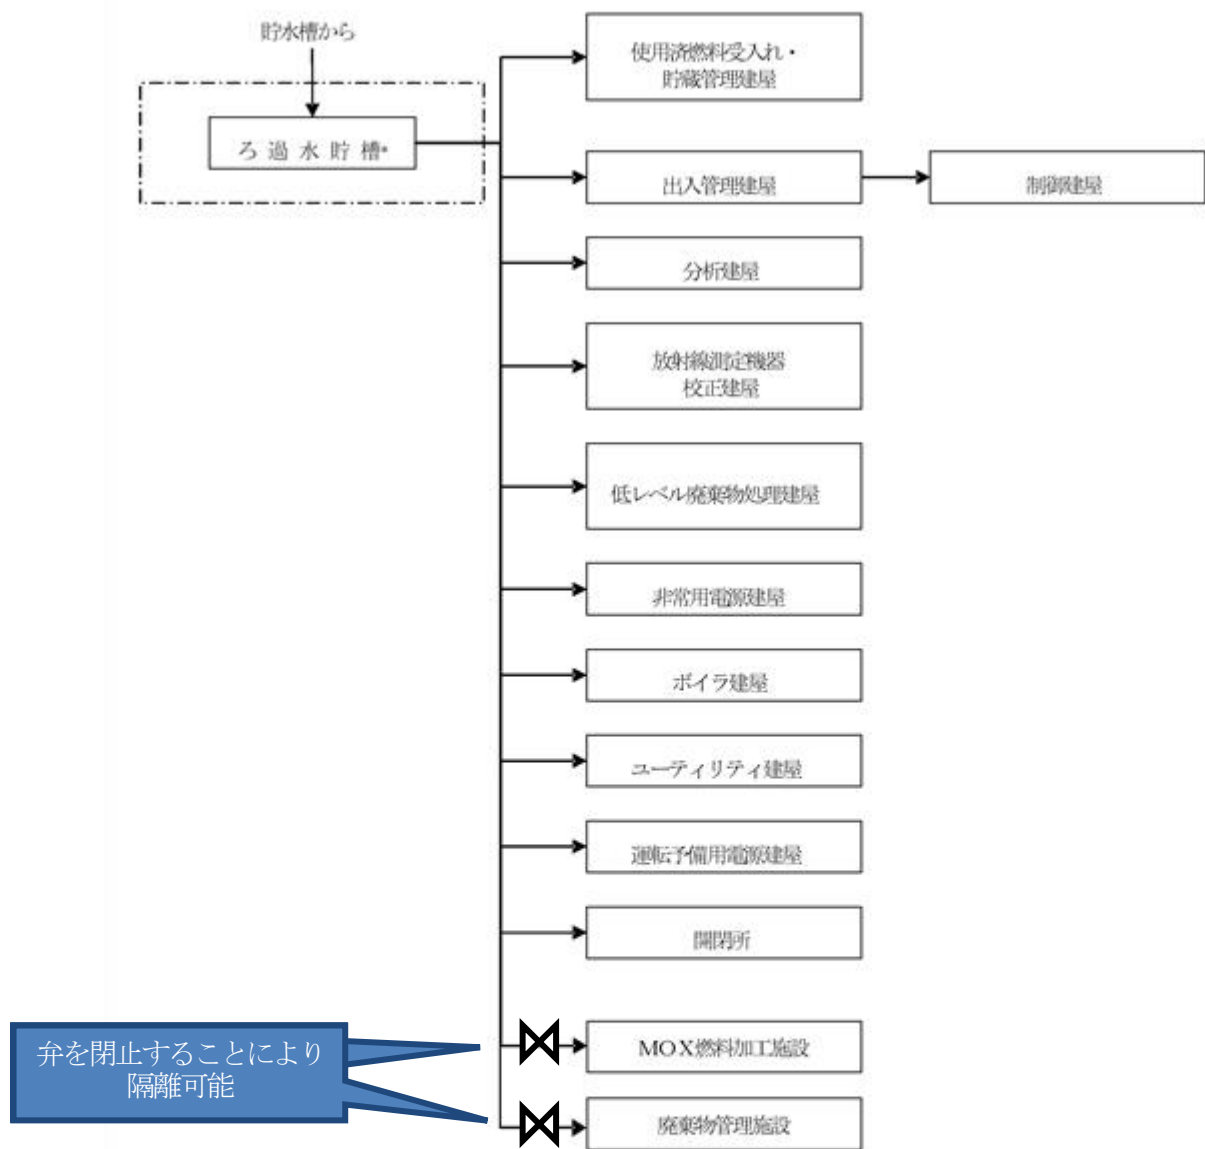 貯水槽から
ろ 過 水 貯 槽*
使用済燃料受入れ・
貯蔵管理建屋
出入管理建屋
制御建屋
分析建屋
放射線測定機器
校正建屋
低レベル廃棄物処理建屋
非常用電源建屋
ボイラ建屋
ユーティリティ建屋
運転予備用電源建屋
開閉所
弁を閉止することにより
隔離可能
MOX燃料加工施設
廃棄物管理施設